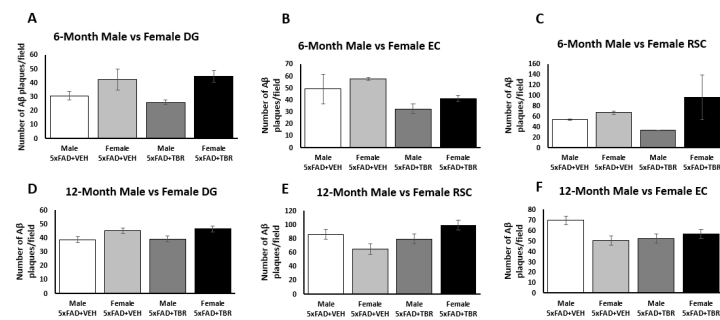 A
6-Month Male vs Female DG
Number of Aβ plaques/field
60
50
40
30
20
10
0
Male
5xFAD+VEH
Female
5xFAD+VEH
Male
5xFAD+TBR
Female
5xFAD+TBR
B
6-Month Male vs Female EC
Number of Aβ plaques/field
70
60
50
40
30
20
10
0
Male
5xFAD+VEH
Female
5xFAD+VEH
Male
5xFAD+TBR
Female
5xFAD+TBR
C
6-Month Male vs Female RSC
Number of Aβ plaques/field
160
140
120
100
80
60
40
20
0
Male
5xFAD+VEH
Female
5xFAD+VEH
Male
5xFAD+TBR
Female
5xFAD+TBR
D
12-Month Male vs Female DG
Number of Aβ
plaques/field
60
50
40
30
20
10
0
Male
5xFAD+VEH
Female
5xFAD+VEH
Male
5xFAD+TBR
Female
5xFAD+TBR
E
12-Month Male vs Female RSC
Number of Aβ
plaques/field
120
100
80
60
40
20
0
Male
5xFAD+VEH
Female
5xFAD+VEH
Male
5xFAD+TBR
Female
5xFAD+TBR
F
12-Month Male vs Female EC
Number of Aβ
plaques/field
80
70
60
50
40
30
20
10
0
Male
5xFAD+VEH
Female
5xFAD+VEH
Male
5xFAD+TBR
Female
5xFAD+TBR